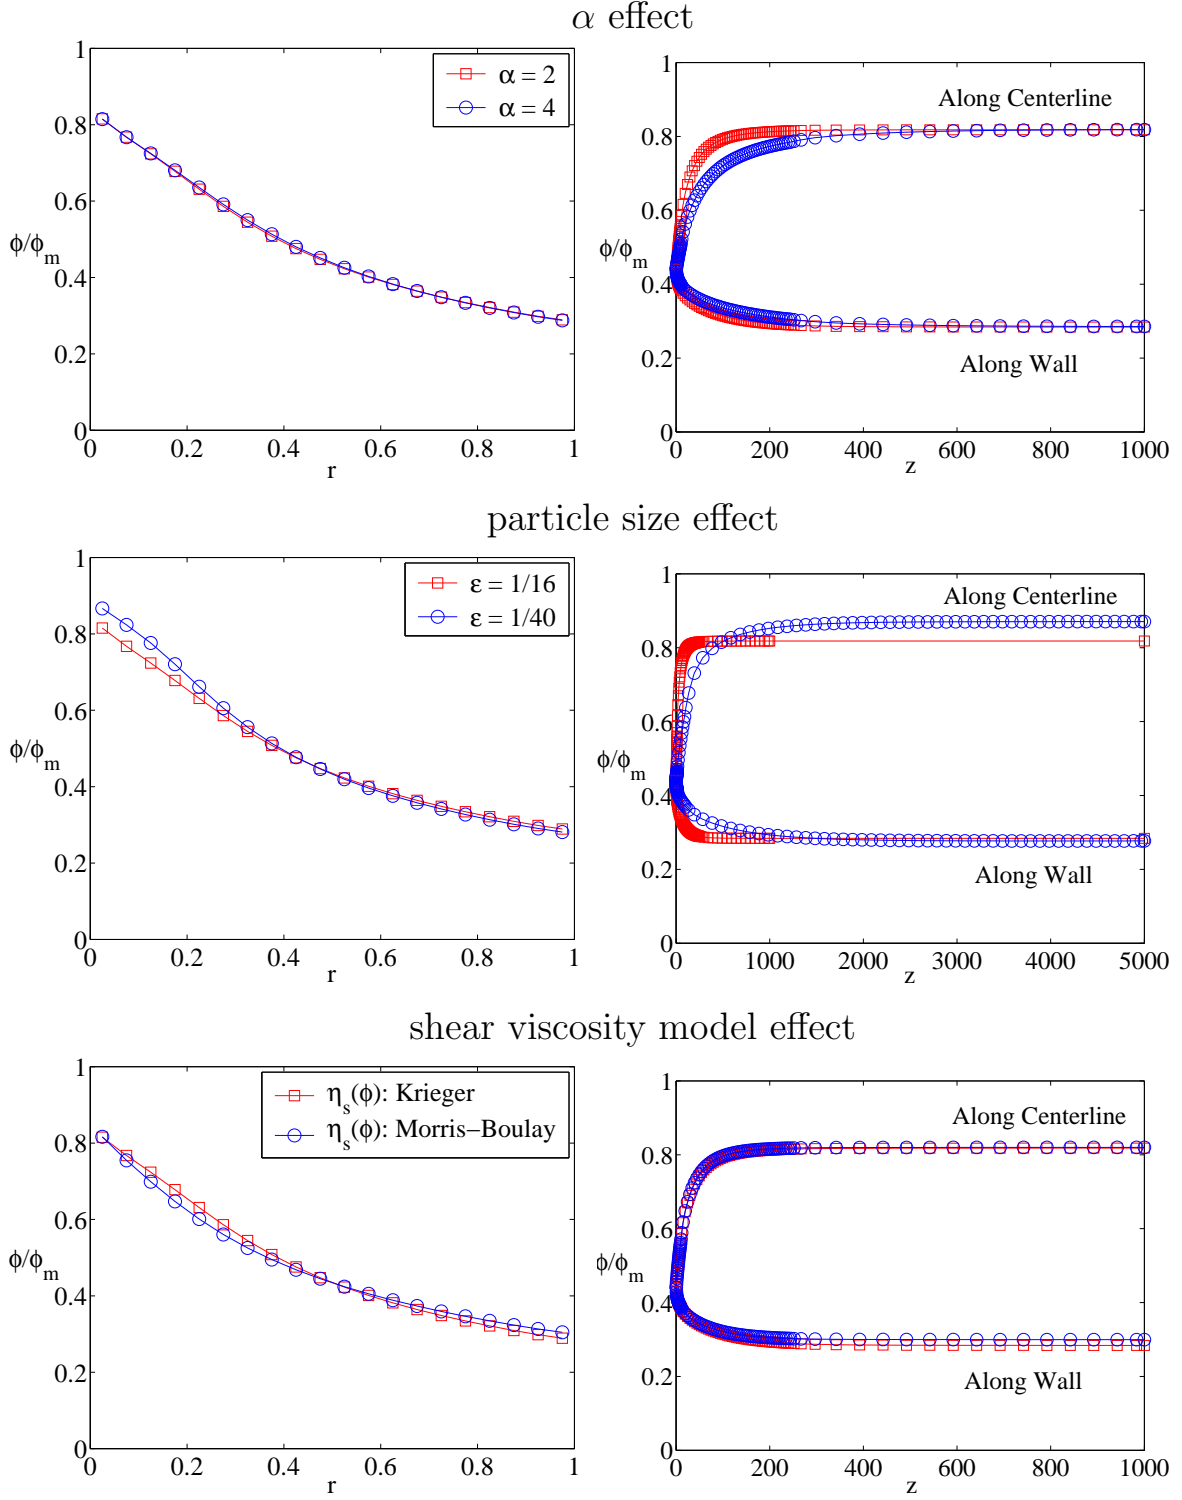 α effect
1
0.8
0.6
ϕ/ϕm
0.4
0.2
0
0 0.2 0.4 0.6 0.8 1
r
α = 2
α = 4
1
0.8
0.6
ϕ/ϕm
0.4
0.2
0
0 200 400 600 800 1000
z
Along Centerline
Along Wall
particle size effect
1
0.8
0.6
ϕ/ϕm
0.4
0.2
0
0 0.2 0.4 0.6 0.8 1
r
ε = 1/16
ε = 1/40
1
0.8
0.6
ϕ/ϕm
0.4
0.2
0
0 1000 2000 3000 4000 5000
z
Along Centerline
Along Wall
shear viscosity model effect
1
0.8
0.6
ϕ/ϕm
0.4
0.2
0
0 0.2 0.4 0.6 0.8 1
r
ηs(ϕ): Krieger
ηs(ϕ): Morris−Boulay
1
0.8
0.6
ϕ/ϕm
0.4
0.2
0
0 200 400 600 800 1000
z
Along Centerline
Along Wall